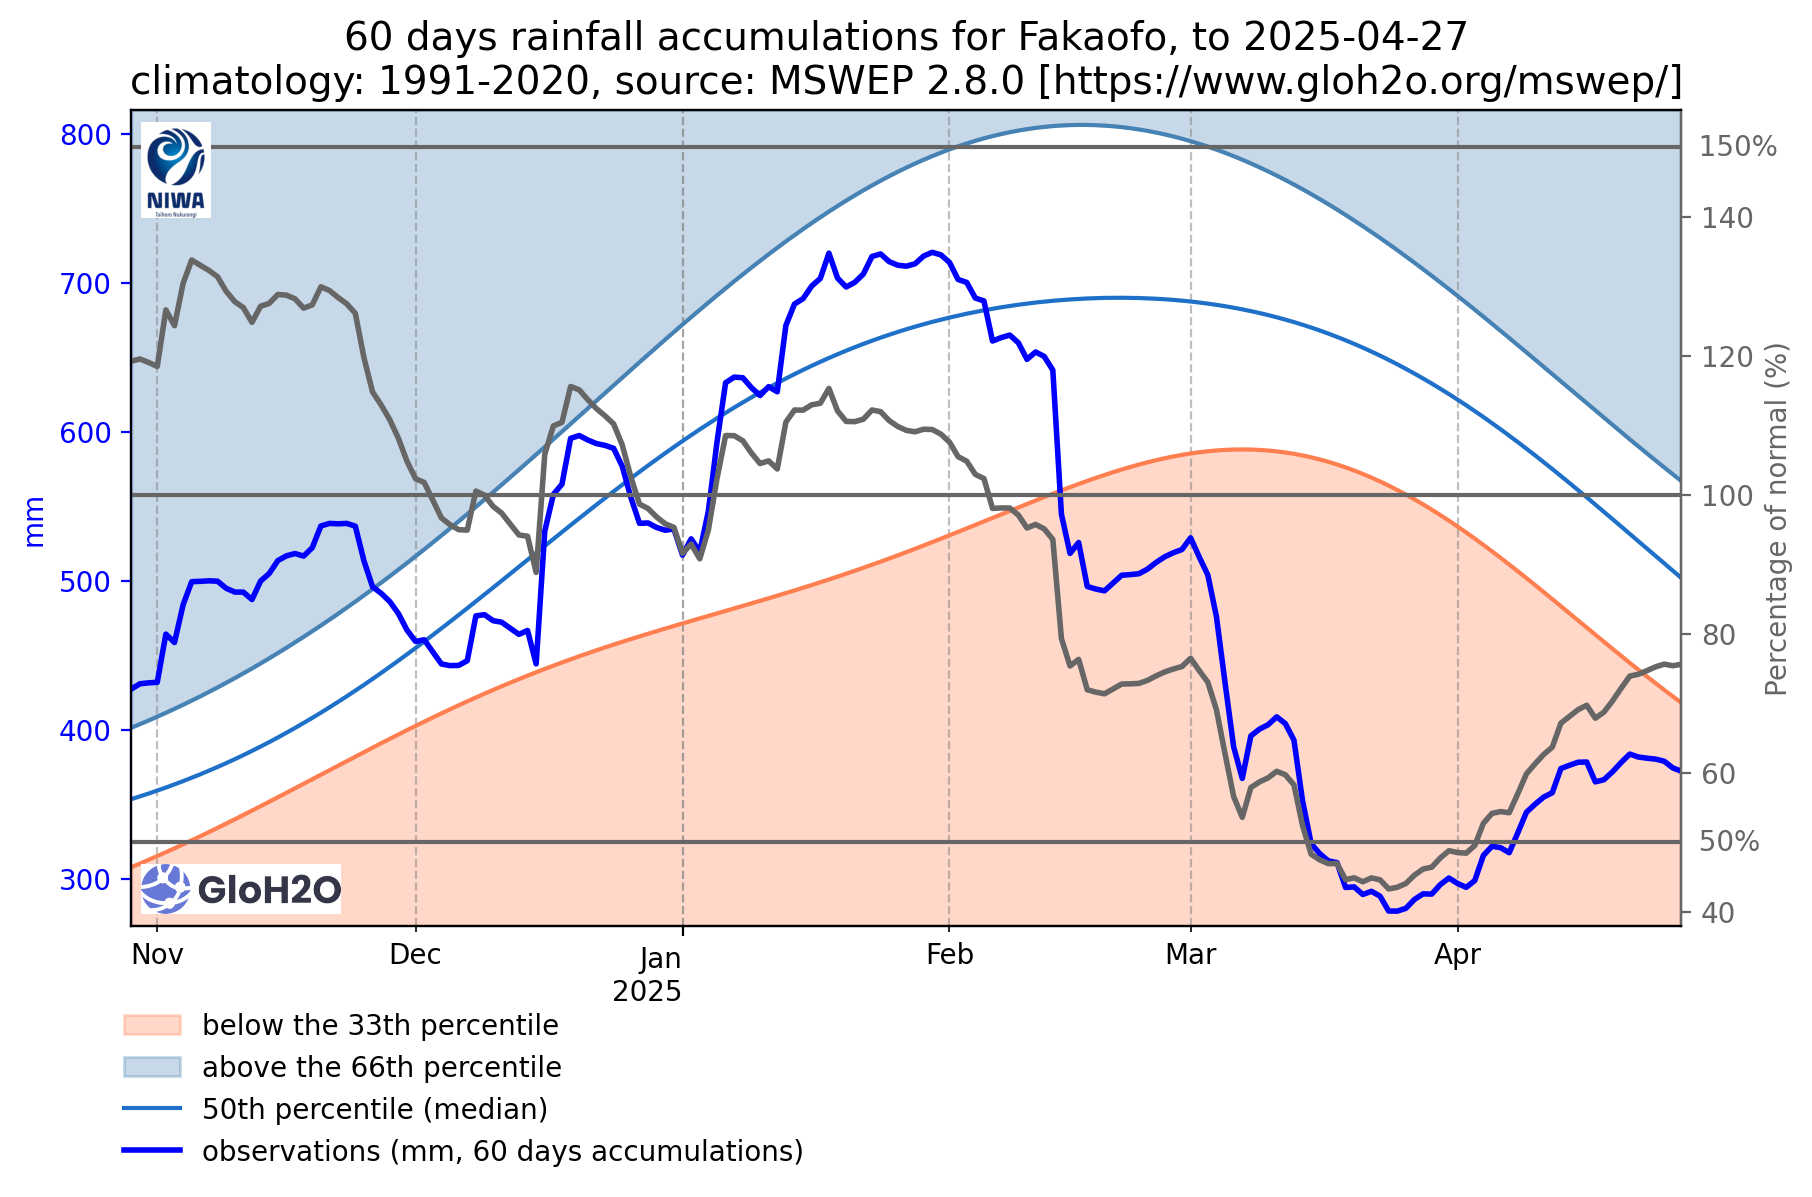 60 days rainfall accumulations for Fakaofo, to 2025-04-27
climatology: 1991-2020, source: MSWEP 2.8.0 [https://www.gloh2o.org/mswep/]
800
700
600
500
400
300
mm
NIWA
Taihoro Nukurangi
GloH2O
150%
140
120
100
80
60
50%
40
Percentage of normal (%)
Nov
Dec
Jan
2025
Feb
Mar
Apr
below the 33th percentile
above the 66th percentile
50th percentile (median)
observations (mm, 60 days accumulations)